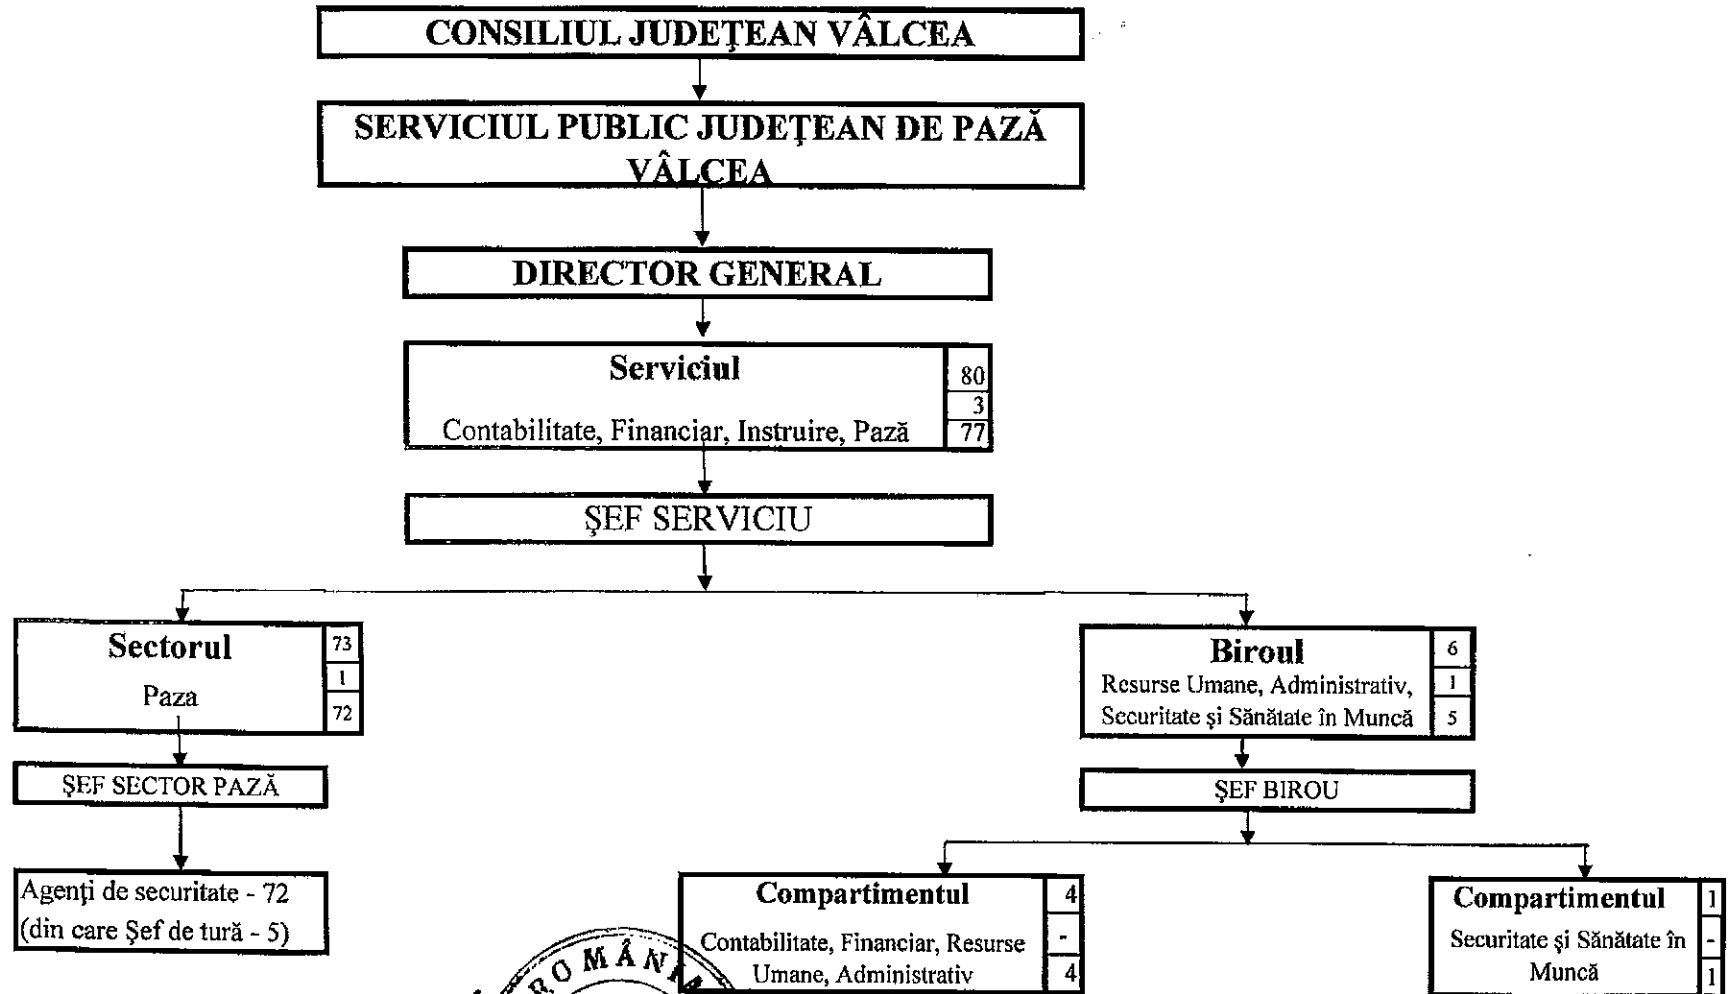 CONSILIUL JUDEŢEAN VÂLCEA
SERVICIUL PUBLIC JUDEŢEAN DE PAZĂ
VÂLCEA
DIRECTOR GENERAL
Serviciul
80
3
Contabilitate, Financiar, Instruire, Pază
77
ŞEF SERVICIU
Sectorul
73
1
Paza
72
Biroul
6
Resurse Umane, Administrativ,
1
Securitate şi Sănătate în Muncă
5
ŞEF SECTOR PAZĂ
ŞEF BIROU
Agenţi de securitate - 72
(din care Şef de tură - 5)
Compartimentul
4
Contabilitate, Financiar, Resurse
-
Umane, Administrativ
4
Compartimentul
1
Securitate şi Sănătate în
-
Muncă
1
ROMÂNIA